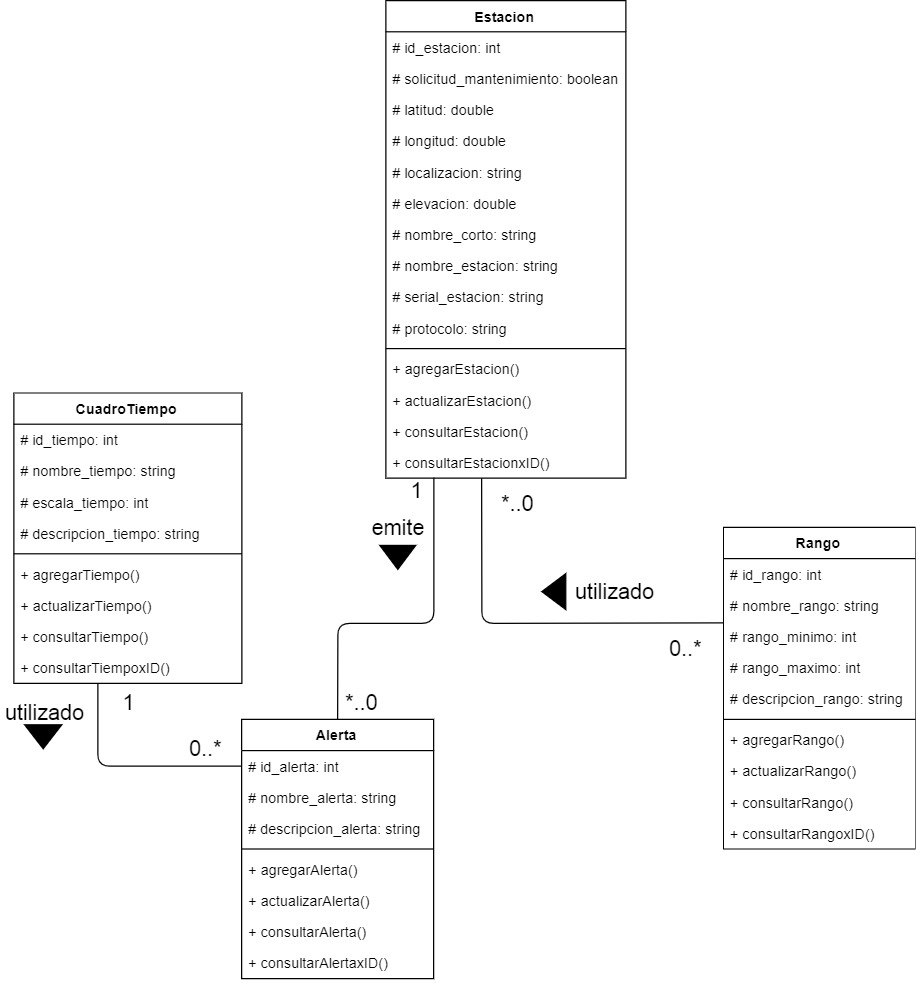 Estacion
# id_estacion: int
# solicitud_mantenimiento: boolean
# latitud: double
# longitud: double
# localizacion: string
# elevacion: double
# nombre_corto: string
# nombre_estacion: string
# serial_estacion: string
# protocolo: string
+ agregarEstacion()
+ actualizarEstacion()
+ consultarEstacion()
+ consultarEstacionxID()
CuadroTiempo
# id_tiempo: int
# nombre_tiempo: string
# escala_tiempo: int
# descripcion_tiempo: string
+ agregarTiempo()
+ actualizarTiempo()
+ consultarTiempo()
+ consultarTiempoxID()
1
*..0
emite
utilizado
0..*
Rango
# id_rango: int
# nombre_rango: string
# rango_minimo: int
# rango_maximo: int
# descripcion_rango: string
+ agregarRango()
+ actualizarRango()
+ consultarRango()
+ consultarRangoxID()
1
utilizado
0..*
*..0
Alerta
# id_alerta: int
# nombre_alerta: string
# descripcion_alerta: string
+ agregarAlerta()
+ actualizarAlerta()
+ consultarAlerta()
+ consultarAlertaxID()